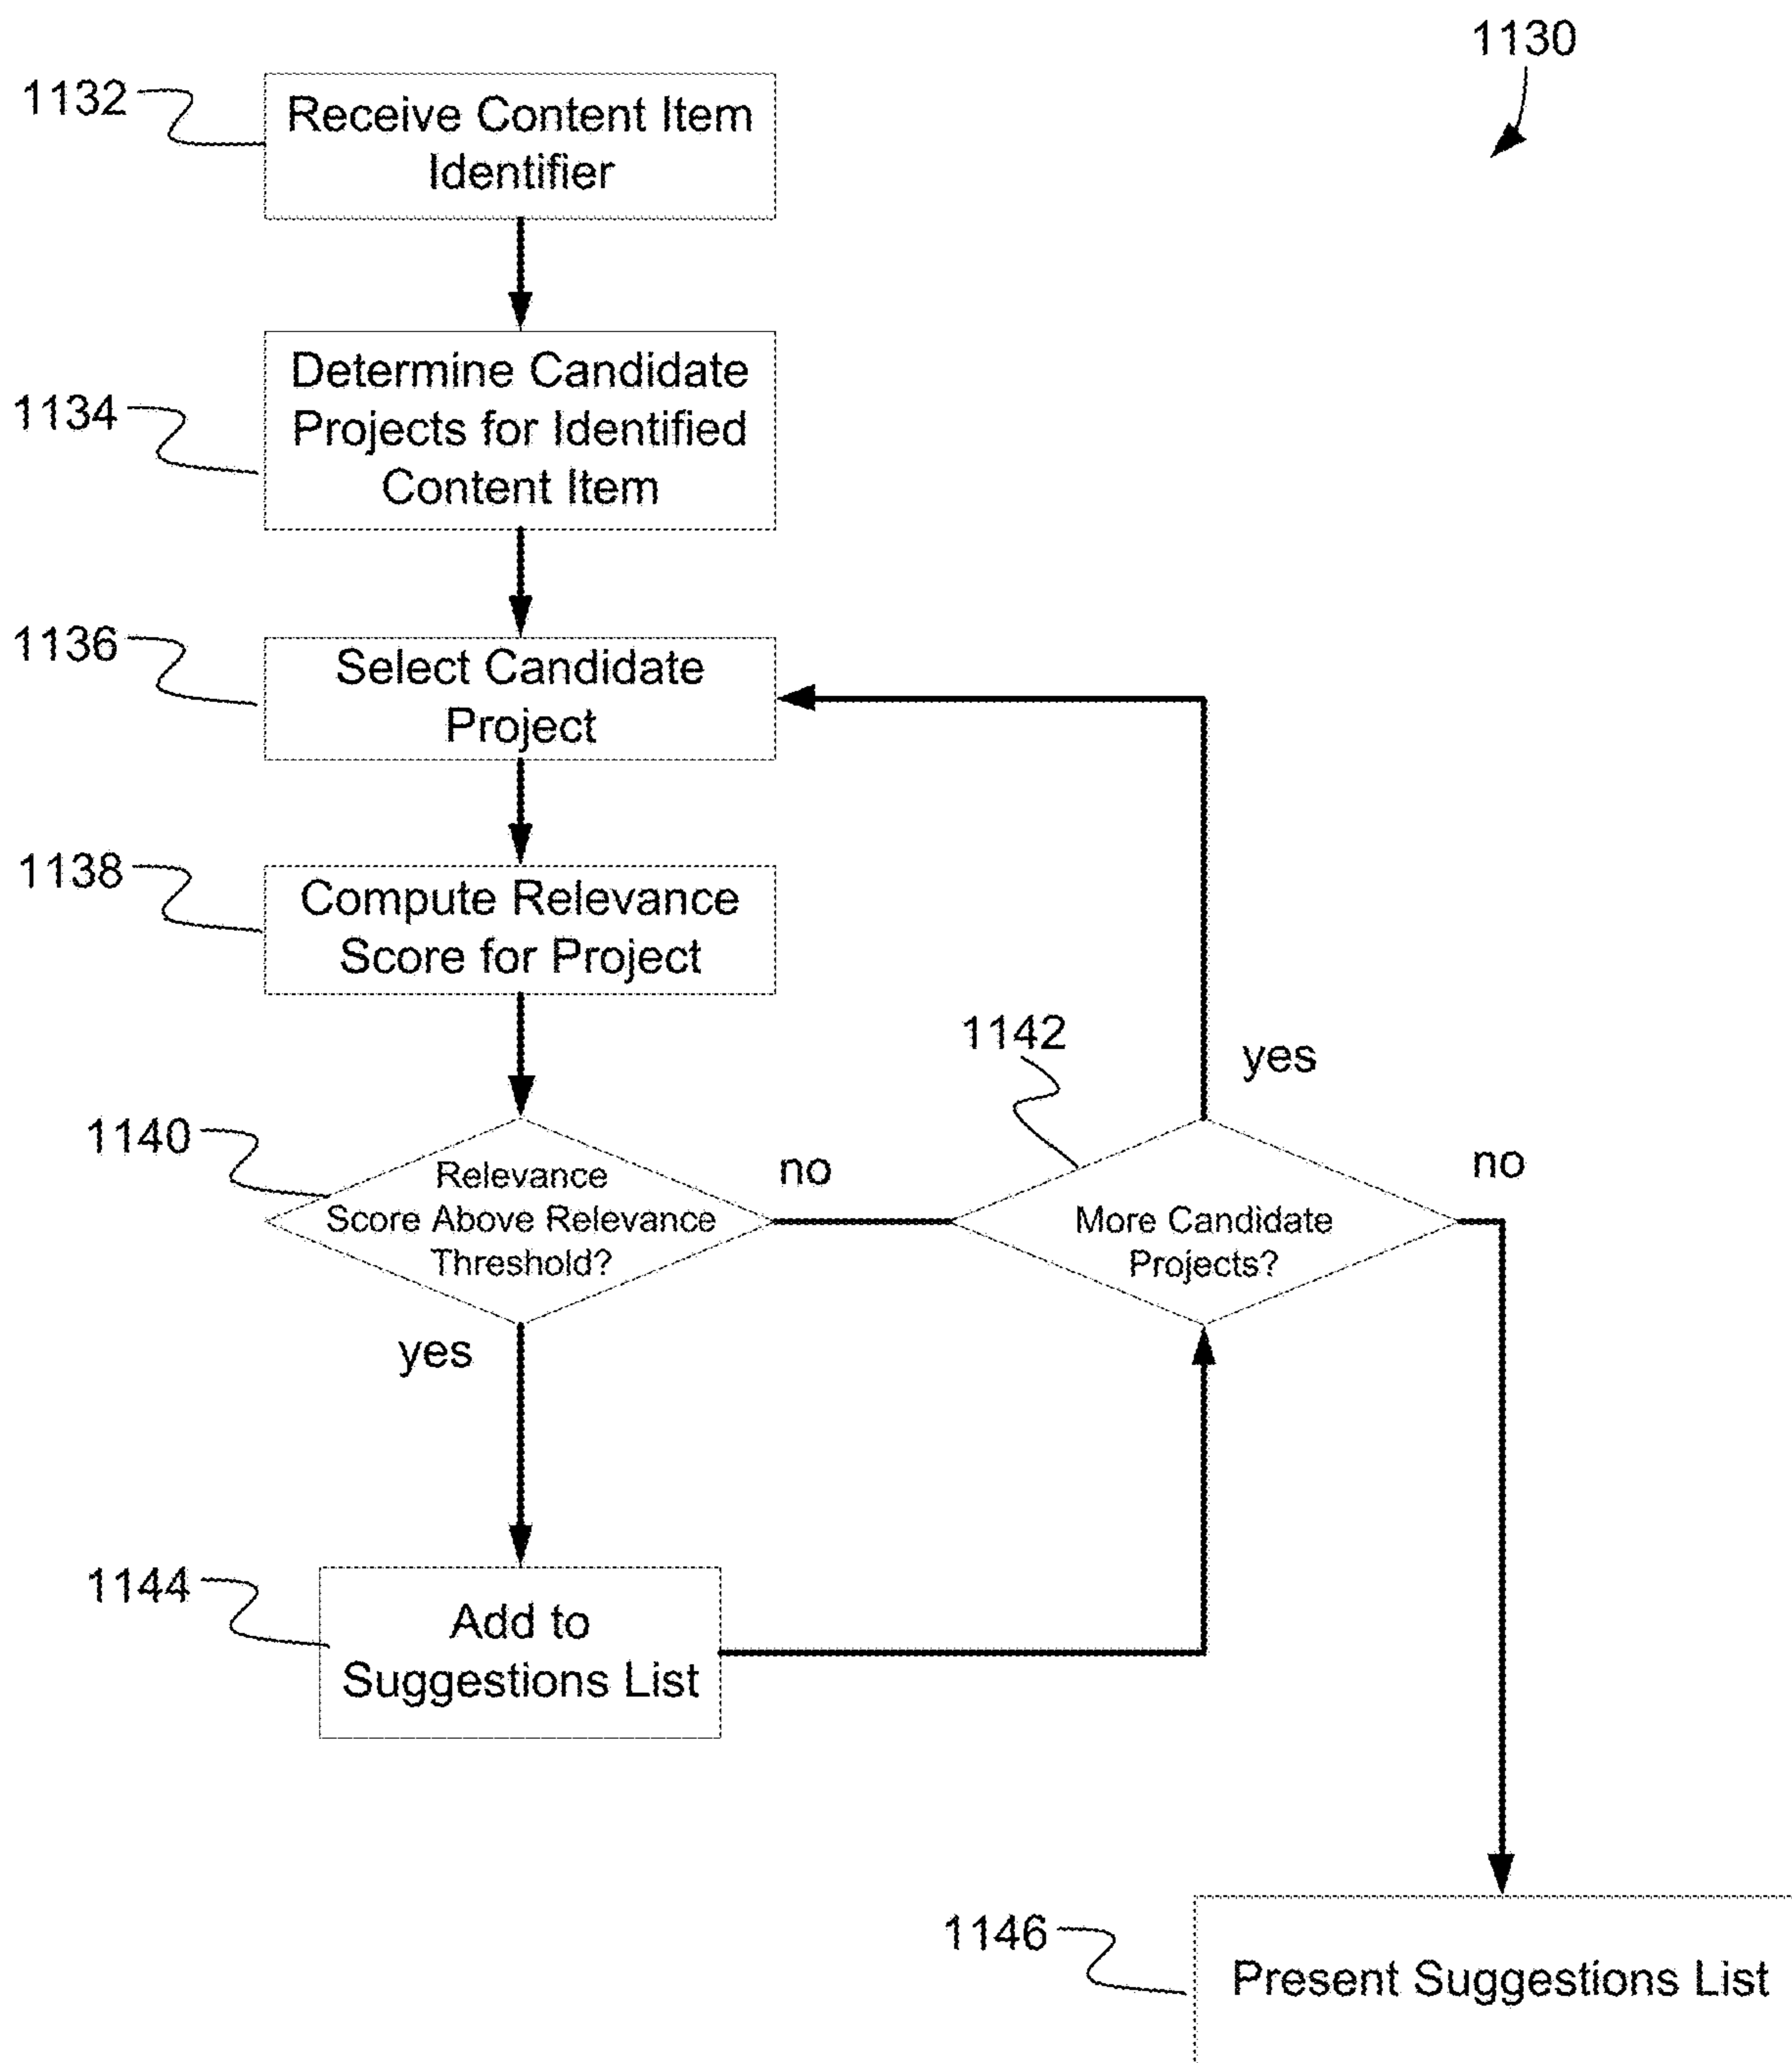 1130
1132
Receive Content Item
Identifier
1134
Determine Candidate
Projects for Identified
Content Item
1136
Select Candidate
Project
1138
Compute Relevance
Score for Project
1140
Relevance
Score Above Relevance
Threshold?
no
yes
1142
More Candidate
Projects?
yes
no
1144
Add to
Suggestions List
1146
Present Suggestions List